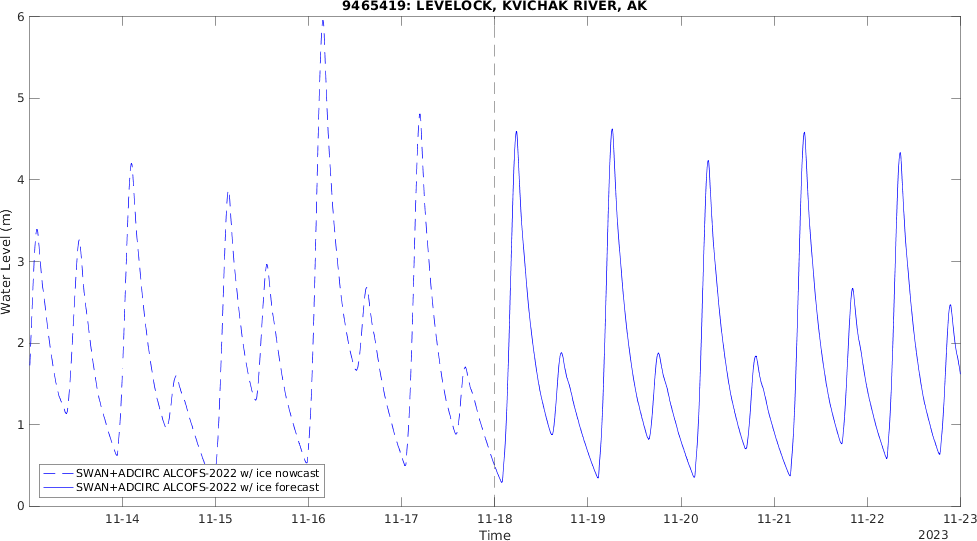 9465419: LEVELOCK, KVICHAK RIVER, AK
6
5
4
3
2
1
0
Water Level (m)
SWAN+ADCIRC ALCOFS-2022 w/ ice nowcast
SWAN+ADCIRC ALCOFS-2022 w/ ice forecast
11-14 11-15 11-16 11-17 11-18 11-19 11-20 11-21 11-22 11-23
Time
2023